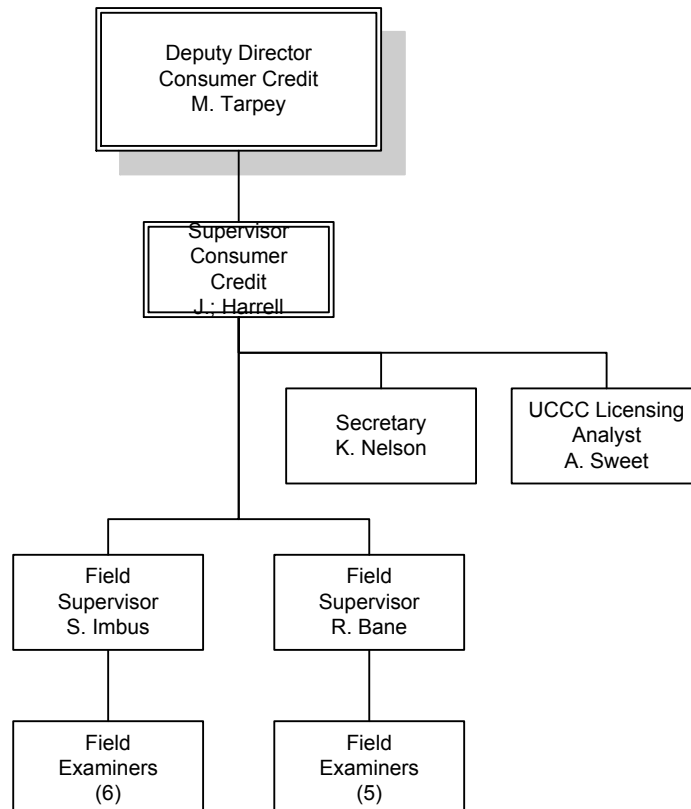 Deputy Director
Consumer Credit
M. Tarpey
Supervisor
Consumer
Credit
J.; Harrell
Secretary
K. Nelson
UCCC Licensing
Analyst
A. Sweet
Field
Supervisor
S. Imbus
Field
Supervisor
R. Bane
Field
Examiners
(6)
Field
Examiners
(5)